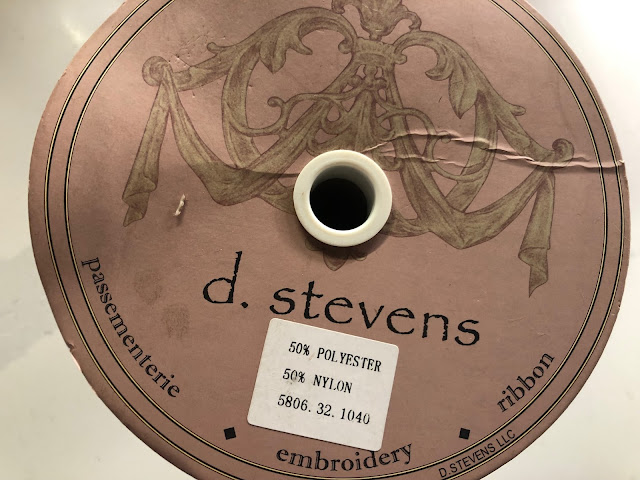 d. stevens
50% POLYESTER
50% NYLON
5806.32.1040
passementerie
embroidery
ribbon
D.STEVENS LLC